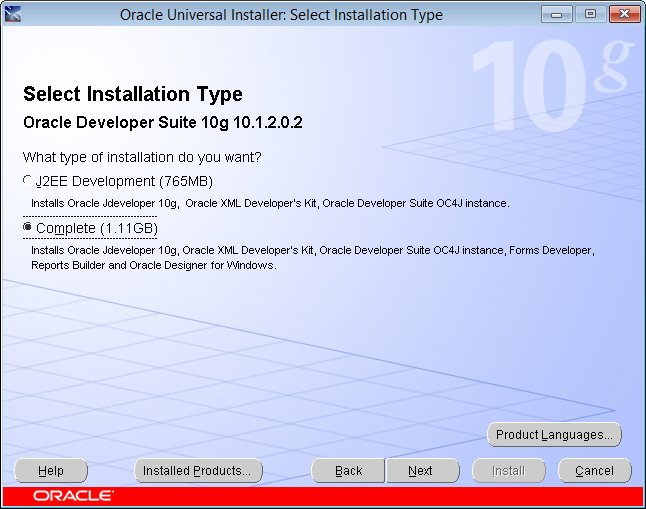 Oracle Universal Installer: Select Installation Type
10g
Select Installation Type
Oracle Developer Suite 10g 10.1.2.0.2
What type of installation do you want?
J2EE Development (765MB)
Installs Oracle Jdeveloper 10g, Oracle XML Developer's Kit, Oracle Developer Suite OC4J instance.
Complete (1.11GB)
Installs Oracle Jdeveloper 10g, Oracle XML Developer's Kit, Oracle Developer Suite OC4J instance, Forms Developer,
Reports Builder and Oracle Designer for Windows.
Product Languages...
Help Installed Products... Back Next Install Cancel
ORACLE